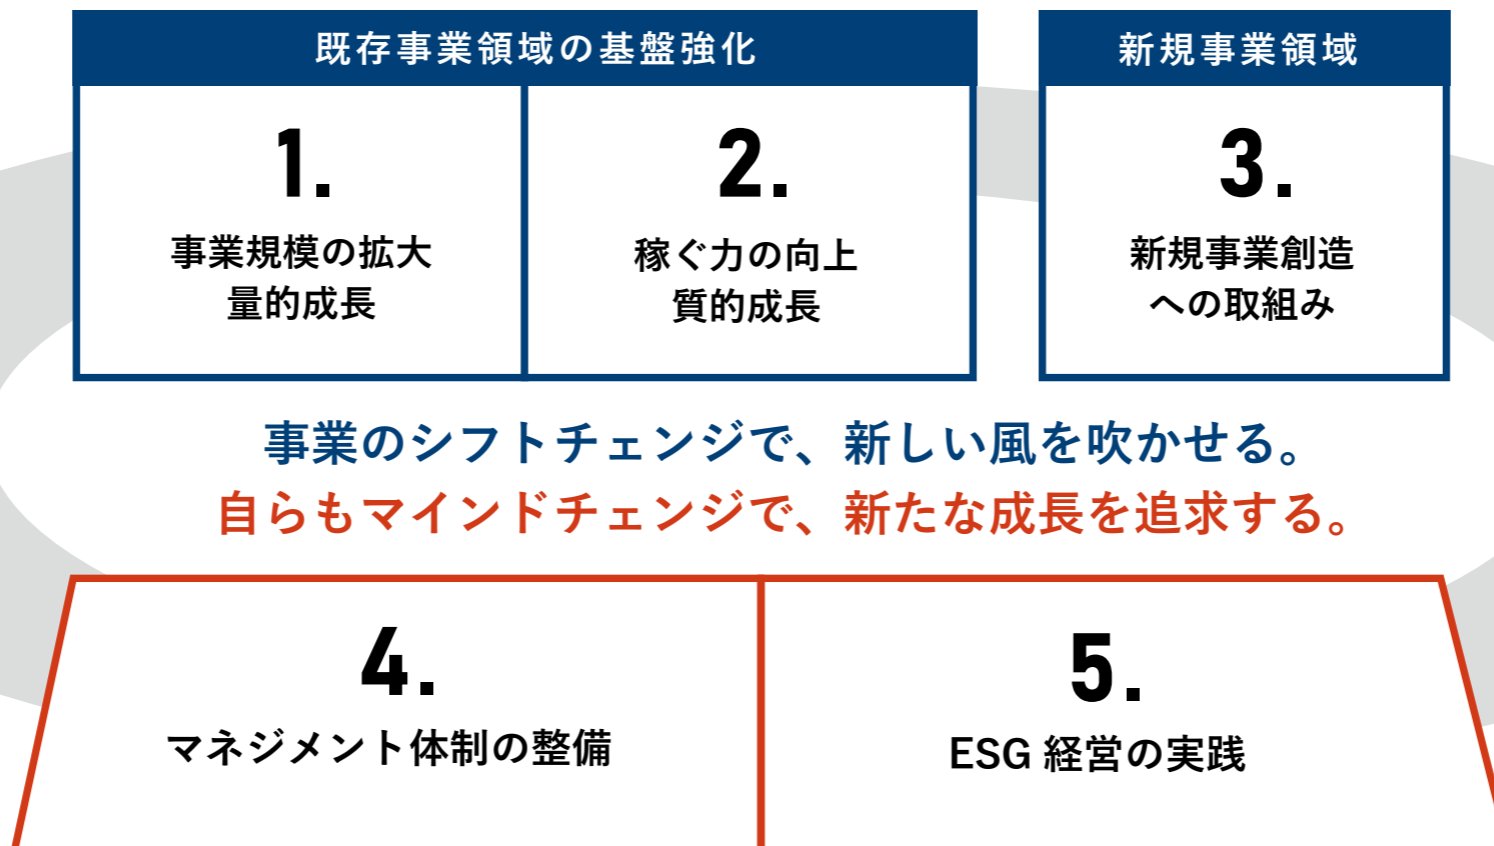 既存事業領域の基盤強化
1.
事業規模の拡大
量的成長
2.
稼ぐ力の向上
質的成長
新規事業領域
3.
新規事業創造
への取組み
事業のシフトチェンジで、新しい風を吹かせる。
自らもマインドチェンジで、新たな成長を追求する。
4.
マネジメント体制の整備
5.
ESG 経営の実践